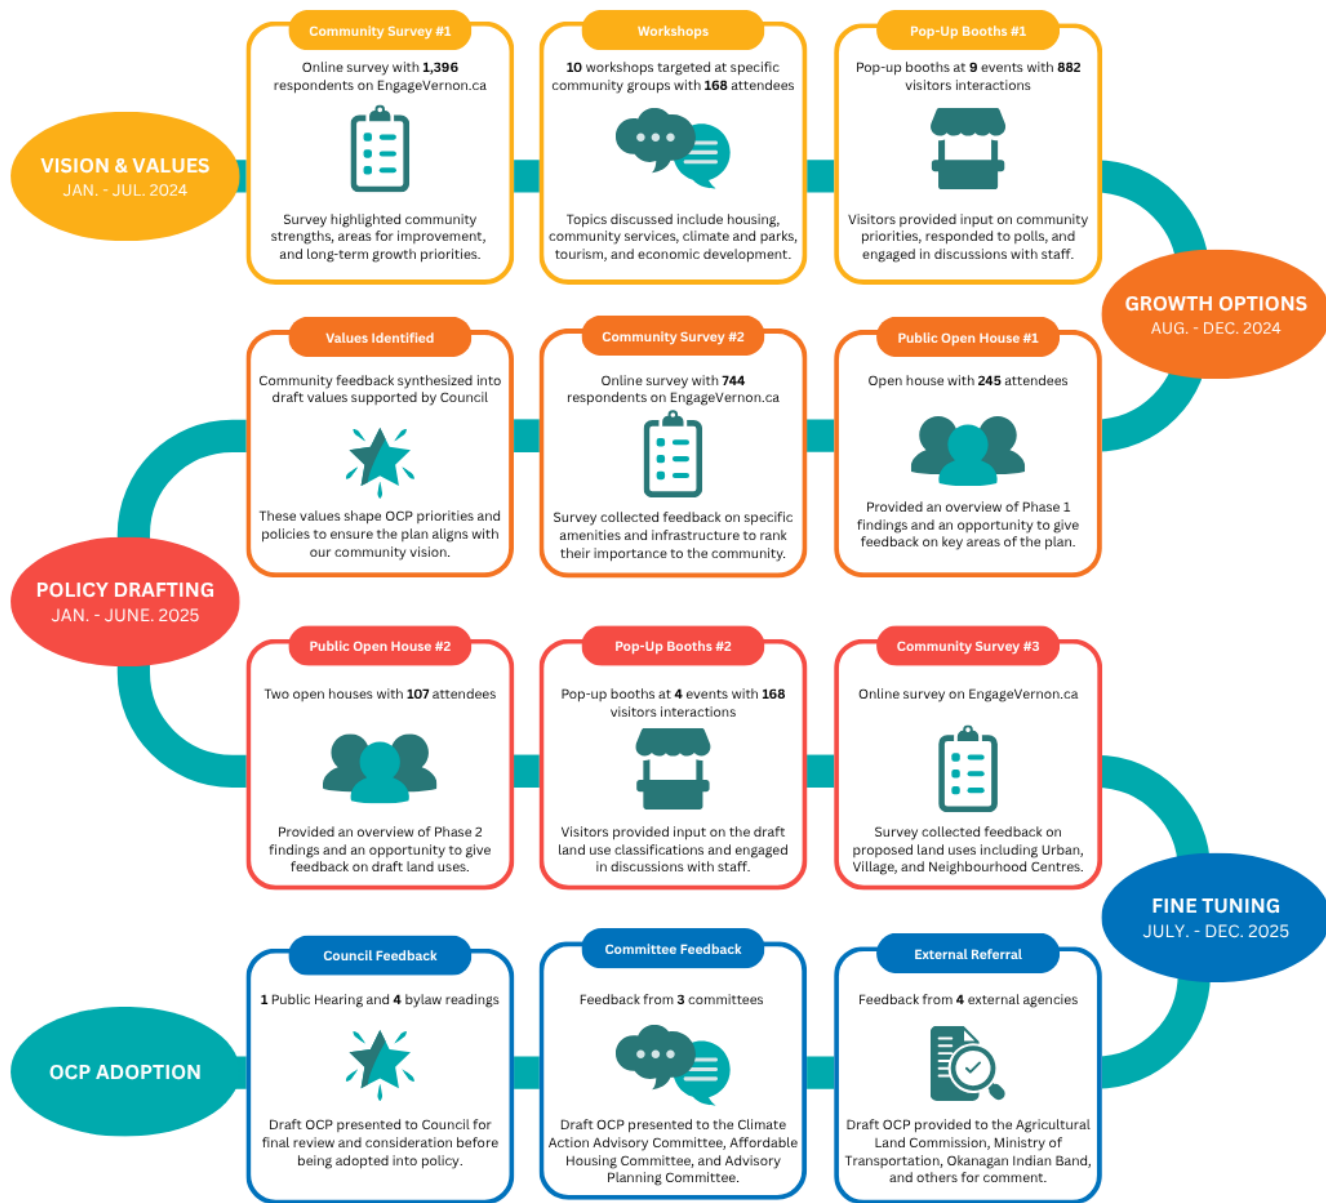 VISION & VALUES
JAN. - JUL. 2024
Community Survey #1
Online survey with 1,396
respondents on EngageVernon.ca
Survey highlighted community
strengths, areas for improvement,
and long-term growth priorities.
Workshops
10 workshops targeted at specific
community groups with 168 attendees
Topics discussed include housing,
community services, climate and parks,
tourism, and economic development.
Pop-Up Booths #1
Pop-up booths at 9 events with 882
visitors interactions
Visitors provided input on community
priorities, responded to polls, and
engaged in discussions with staff.
GROWTH OPTIONS
AUG. - DEC. 2024
Public Open House #1
Open house with 245 attendees
Provided an overview of Phase 1
findings and an opportunity to give
feedback on key areas of the plan.
Community Survey #2
Online survey with 744
respondents on EngageVernon.ca
Survey collected feedback on specific
amenities and infrastructure to rank
their importance to the community.
Values Identified
Community feedback synthesized into
draft values supported by Council
These values shape OCP priorities and
policies to ensure the plan aligns with
our community vision.
POLICY DRAFTING
JAN. - JUNE. 2025
Public Open House #2
Two open houses with 107 attendees
Provided an overview of Phase 2
findings and an opportunity to give
feedback on draft land uses.
Pop-Up Booths #2
Pop-up booths at 4 events with 168
visitors interactions
Visitors provided input on the draft
land use classifications and engaged
in discussions with staff.
Community Survey #3
Online survey on EngageVernon.ca
Survey collected feedback on
proposed land uses including Urban,
Village, and Neighbourhood Centres.
FINE TUNING
JULY. - DEC. 2025
External Referral
Feedback from 4 external agencies
Draft OCP provided to the Agricultural
Land Commission, Ministry of
Transportation, Okanagan Indian Band,
and others for comment.
Committee Feedback
Feedback from 3 committees
Draft OCP presented to the Climate
Action Advisory Committee, Affordable
Housing Committee, and Advisory
Planning Committee.
Council Feedback
1 Public Hearing and 4 bylaw readings
Draft OCP presented to Council for
final review and consideration before
being adopted into policy.
OCP ADOPTION